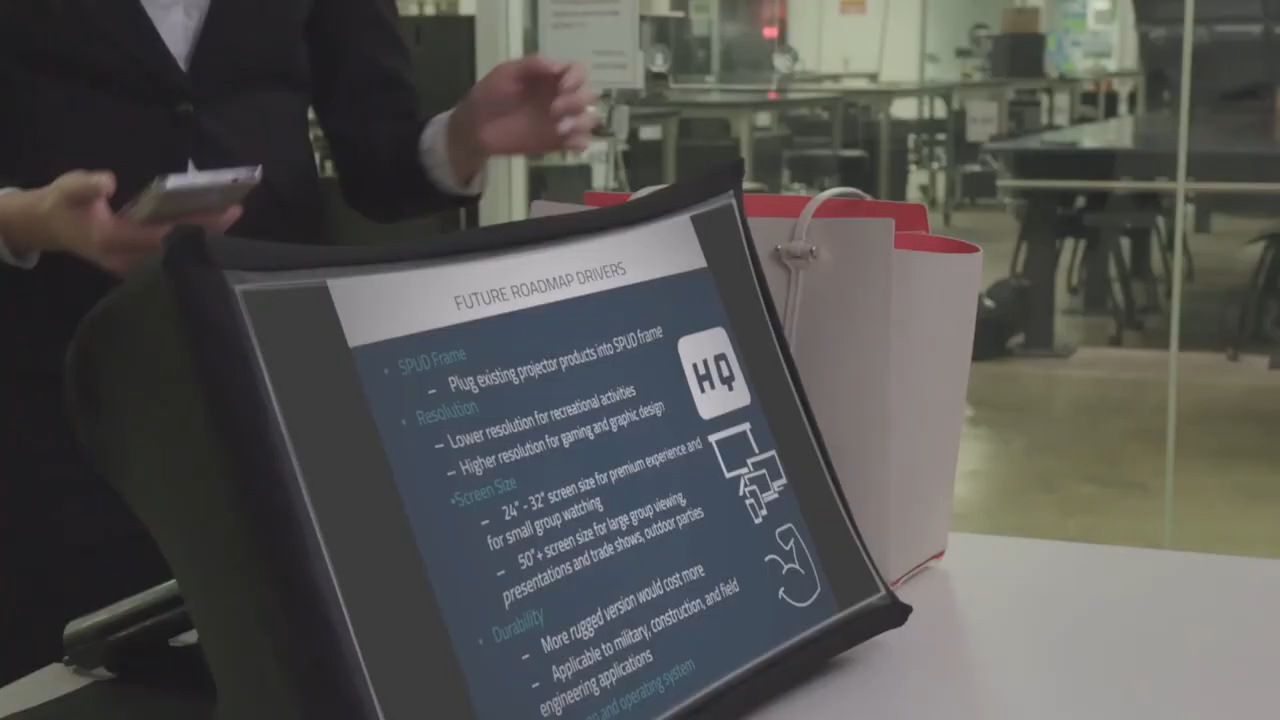 FUTURE ROADMAP DRIVERS
• SPUD Frame
– Plug existing projector products into SPUD frame
• Resolution
– Lower resolution for recreational activities
– Higher resolution for gaming and graphic design
•Screen Size
– 24" - 32" screen size for premium experience and
for small group watching
– 50"+ screen size for large group viewing,
presentations and trade shows, outdoor parties
• Durability
– More rugged version would cost more
– Applicable to military, construction, and field
engineering applications
and operating system
HQ